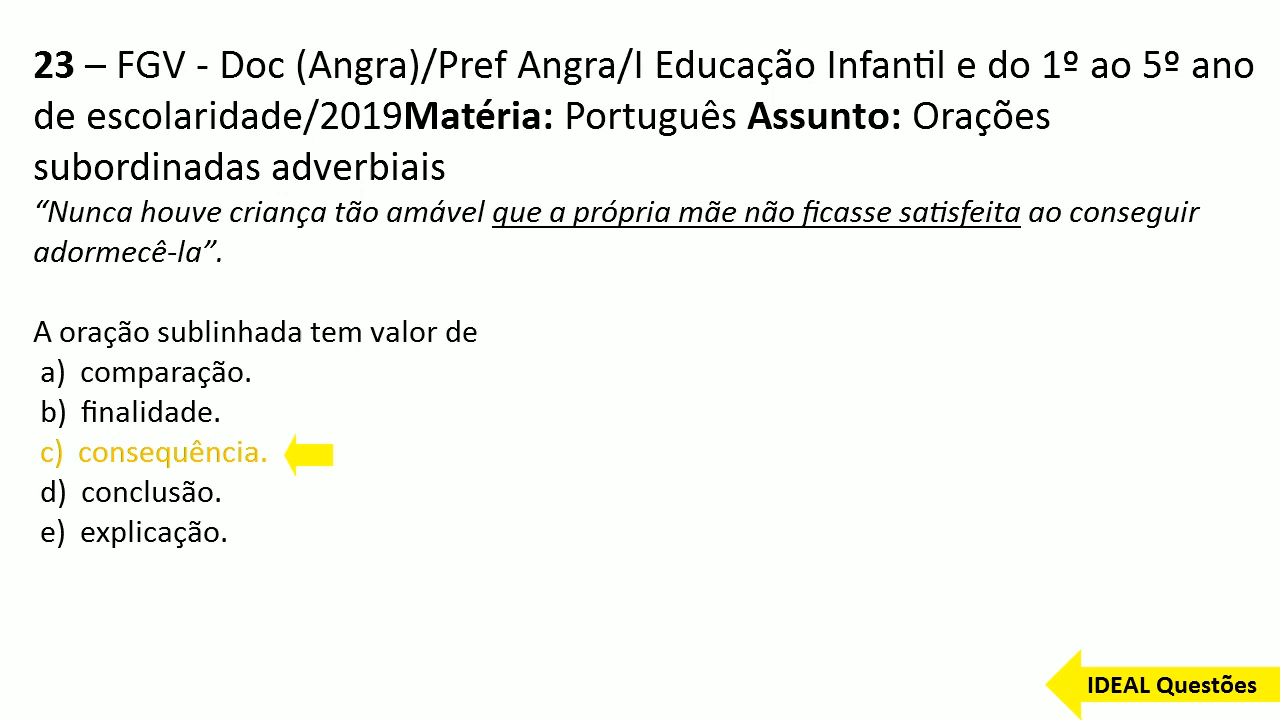 23 – FGV - Doc (Angra)/Pref Angra/I Educação Infantil e do 1º ao 5º ano
de escolaridade/2019Matéria: Português Assunto: Orações
subordinadas adverbiais
“Nunca houve criança tão amável que a própria mãe não ficasse satisfeita ao conseguir
adormecê-la”.
A oração sublinhada tem valor de
a) comparação.
b) finalidade.
c) consequência.
d) conclusão.
e) explicação.
IDEAL Questões